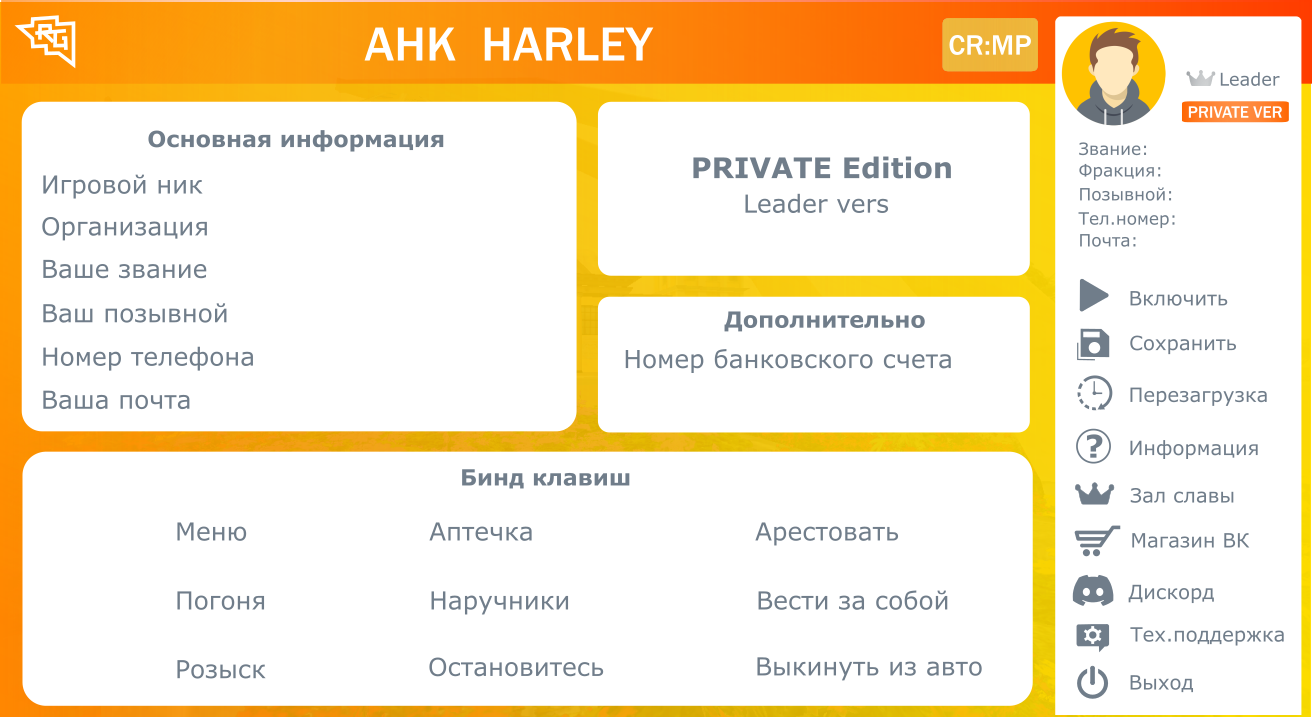 RG
AHK HARLEY
CR:MP
Основная информация
Игровой ник
Организация
Ваше звание
Ваш позывной
Номер телефона
Ваша почта
PRIVATE Edition
Leader vers
Дополнительно
Номер банковского счета
Бинд клавиш
Меню
Аптечка
Арестовать
Погоня
Наручники
Вести за собой
Розыск
Остановитесь
Выкинуть из авто
Leader
PRIVATE VER
Звание:
Фракция:
Позывной:
Тел.номер:
Почта:
Включить
Сохранить
Перезагрузка
Информация
Зал славы
Магазин ВК
Дискорд
Тех.поддержка
Выход